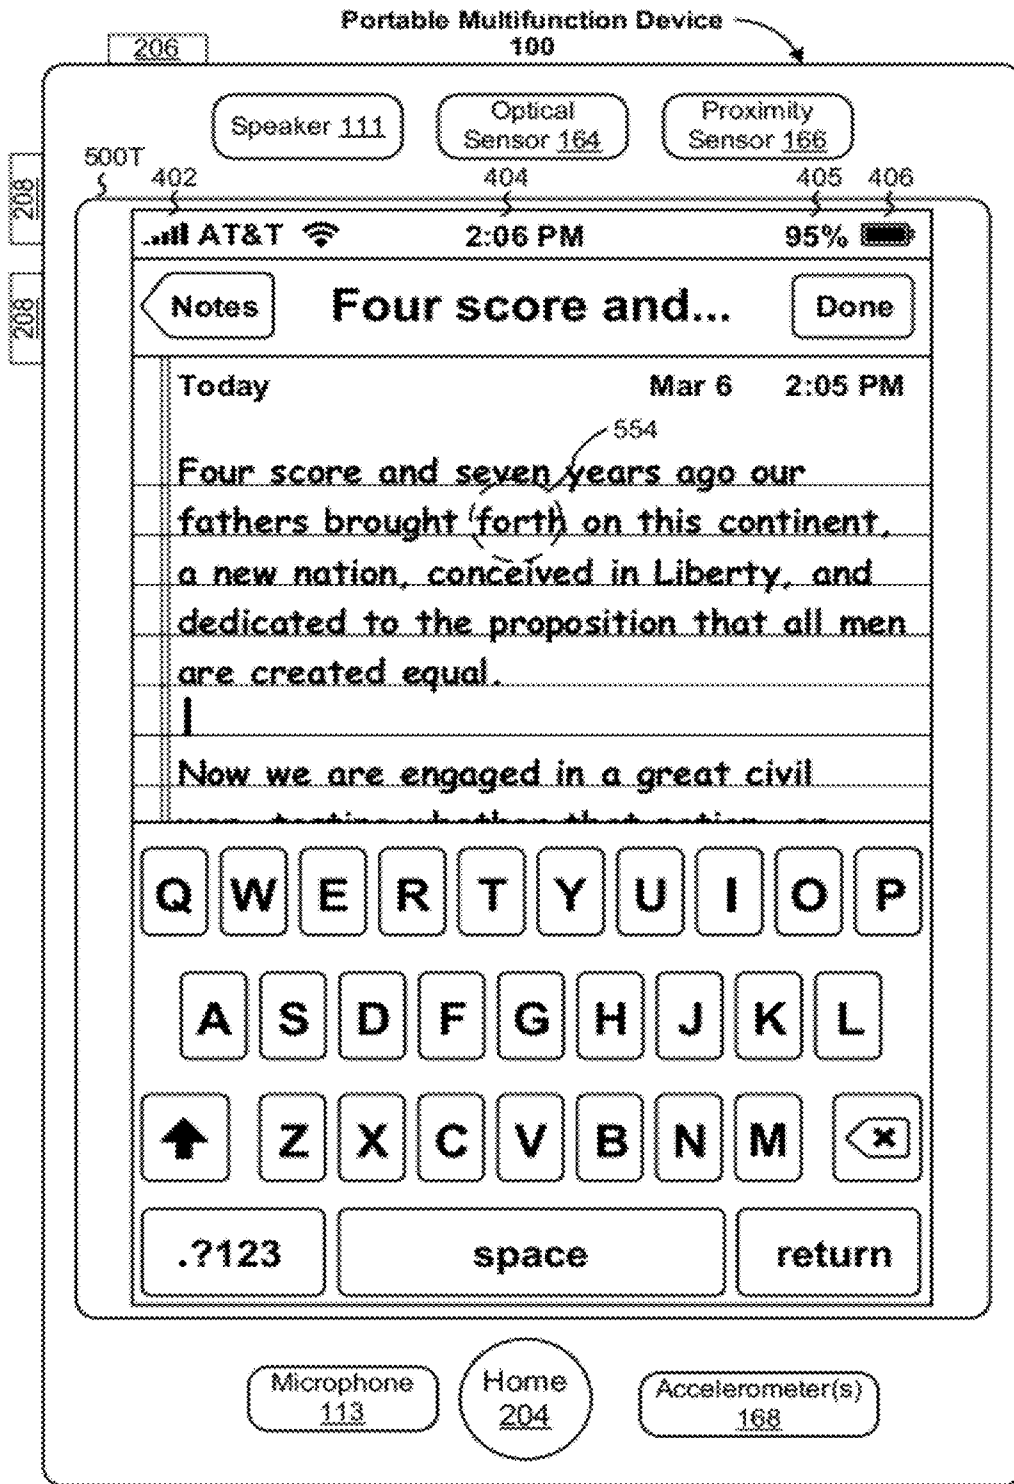 Portable Multifunction Device
100
206
Speaker 111
Optical
Sensor 164
Proximity
Sensor 166
500T
402
404
405
406
208
208
AT&T
2:06 PM
95%
Notes
Four score and...
Done
Today
Mar 6
2:05 PM
554
Four score and seven years ago our
fathers brought forth on this continent,
a new nation, conceived in Liberty, and
dedicated to the proposition that all men
are created equal.
Now we are engaged in a great civil
Q W E R T Y U I O P
A S D F G H J K L
Z X C V B N M
.?123
space
return
Microphone
113
Home
204
Accelerometer(s)
168